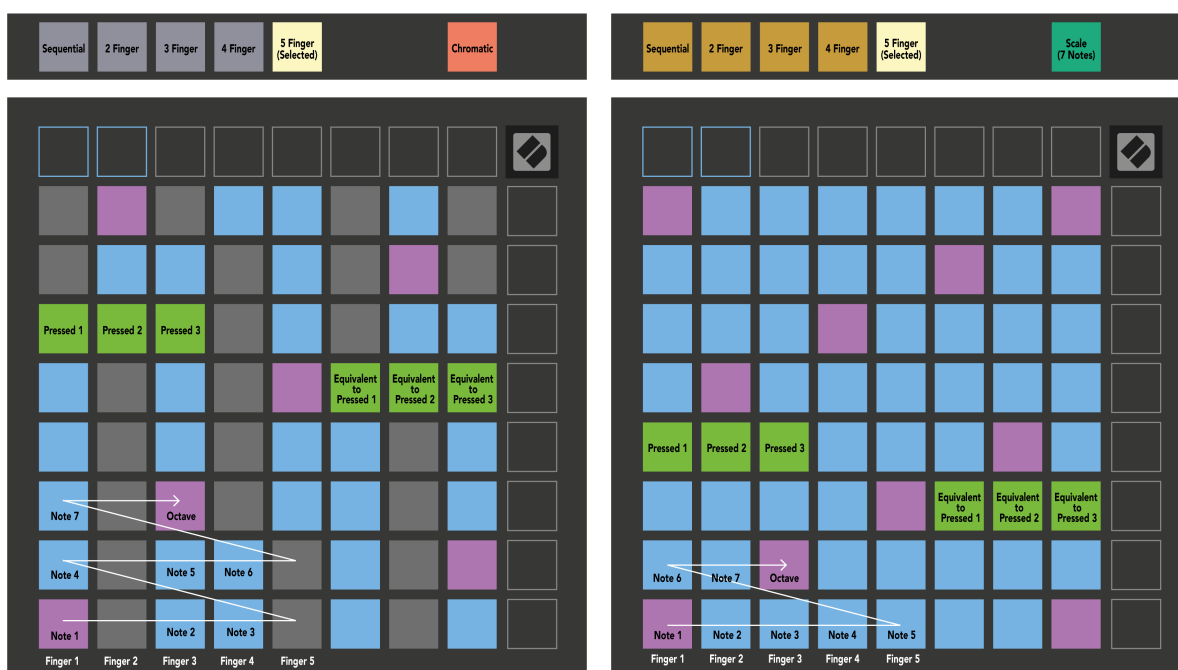 Sequential
2 Finger
3 Finger
4 Finger
5 Finger
(Selected)
Chromatic
Pressed 1
Pressed 2
Pressed 3
Equivalent
to
Pressed 1
Equivalent
to
Pressed 2
Equivalent
to
Pressed 3
Note 7
Octave
Note 4
Note 5
Note 6
Note 1
Note 2
Note 3
Finger 1
Finger 2
Finger 3
Finger 4
Finger 5
Sequential
2 Finger
3 Finger
4 Finger
5 Finger
(Selected)
Scale
(7 Notes)
Pressed 1
Pressed 2
Pressed 3
Equivalent
to
Pressed 1
Equivalent
to
Pressed 2
Equivalent
to
Pressed 3
Note 6
Note 7
Octave
Note 1
Note 2
Note 3
Note 4
Note 5
Finger 1
Finger 2
Finger 3
Finger 4
Finger 5